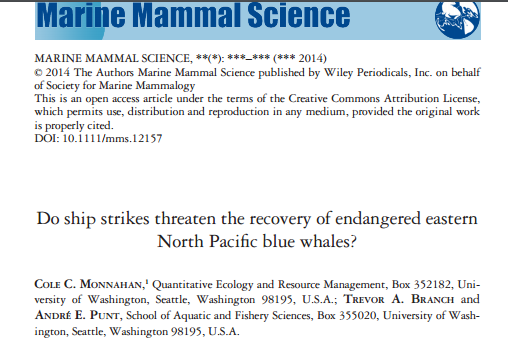 Marine Mammal Science
MARINE MAMMAL SCIENCE, **(*): ***–*** (*** 2014)
© 2014 The Authors Marine Mammal Science published by Wiley Periodicals, Inc. on behalf
of Society for Marine Mammalogy
This is an open access article under the terms of the Creative Commons Attribution License,
which permits use, distribution and reproduction in any medium, provided the original work
is properly cited.
DOI: 10.1111/mms.12157
Do ship strikes threaten the recovery of endangered eastern
North Pacific blue whales?
COLE C. MONNAHAN,¹ Quantitative Ecology and Resource Management, Box 352182, Uni-
versity of Washington, Seattle, Washington 98195, U.S.A.; TREVOR A. BRANCH and
ANDRÉ E. PUNT, School of Aquatic and Fishery Sciences, Box 355020, University of Wash-
ington, Seattle, Washington 98195, U.S.A.